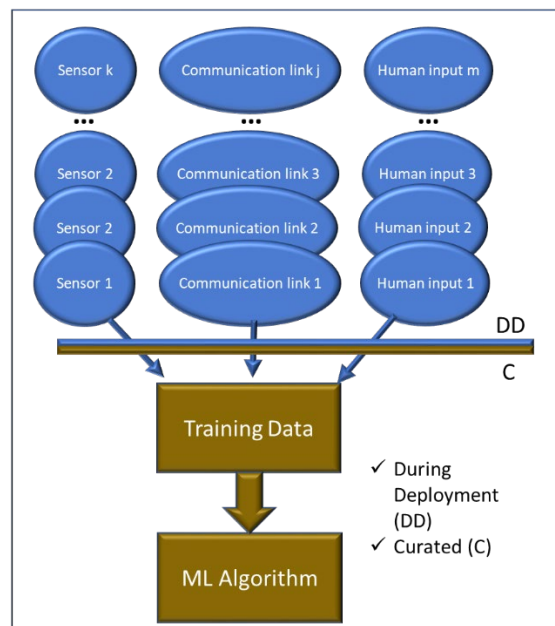 Sensor k
Communication link j
Human input m
...
...
...
Sensor 2
Communication link 3
Human input 3
Sensor 2
Communication link 2
Human input 2
Sensor 1
Communication link 1
Human input 1
DD
C
Training Data
✓ During
Deployment
(DD)
✓ Curated (C)
ML Algorithm